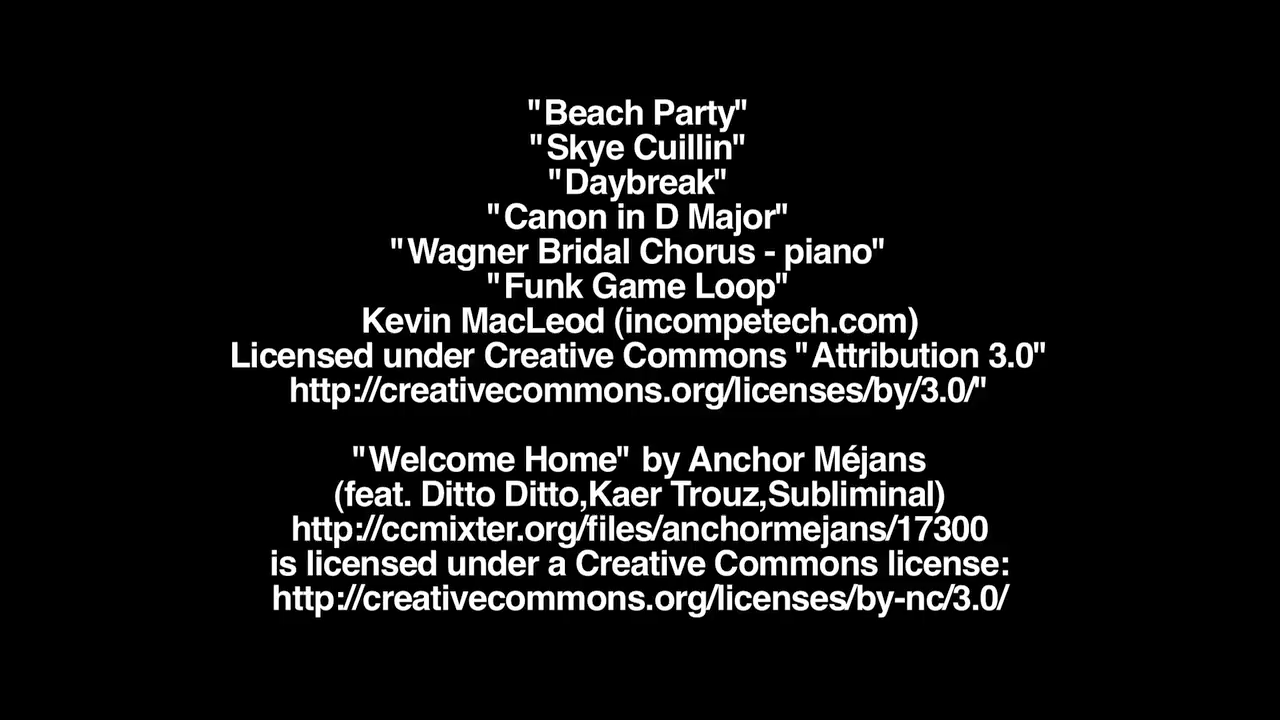 "Beach Party"
"Skye Cuillin"
"Daybreak"
"Canon in D Major"
"Wagner Bridal Chorus - piano"
"Funk Game Loop"
Kevin MacLeod (incompetech.com)
Licensed under Creative Commons "Attribution 3.0"
http://creativecommons.org/licenses/by/3.0/"
"Welcome Home" by Anchor Méjans
(feat. Ditto Ditto,Kaer Trouz,Subliminal)
http://ccmixter.org/files/anchormejans/17300
is licensed under a Creative Commons license:
http://creativecommons.org/licenses/by-nc/3.0/